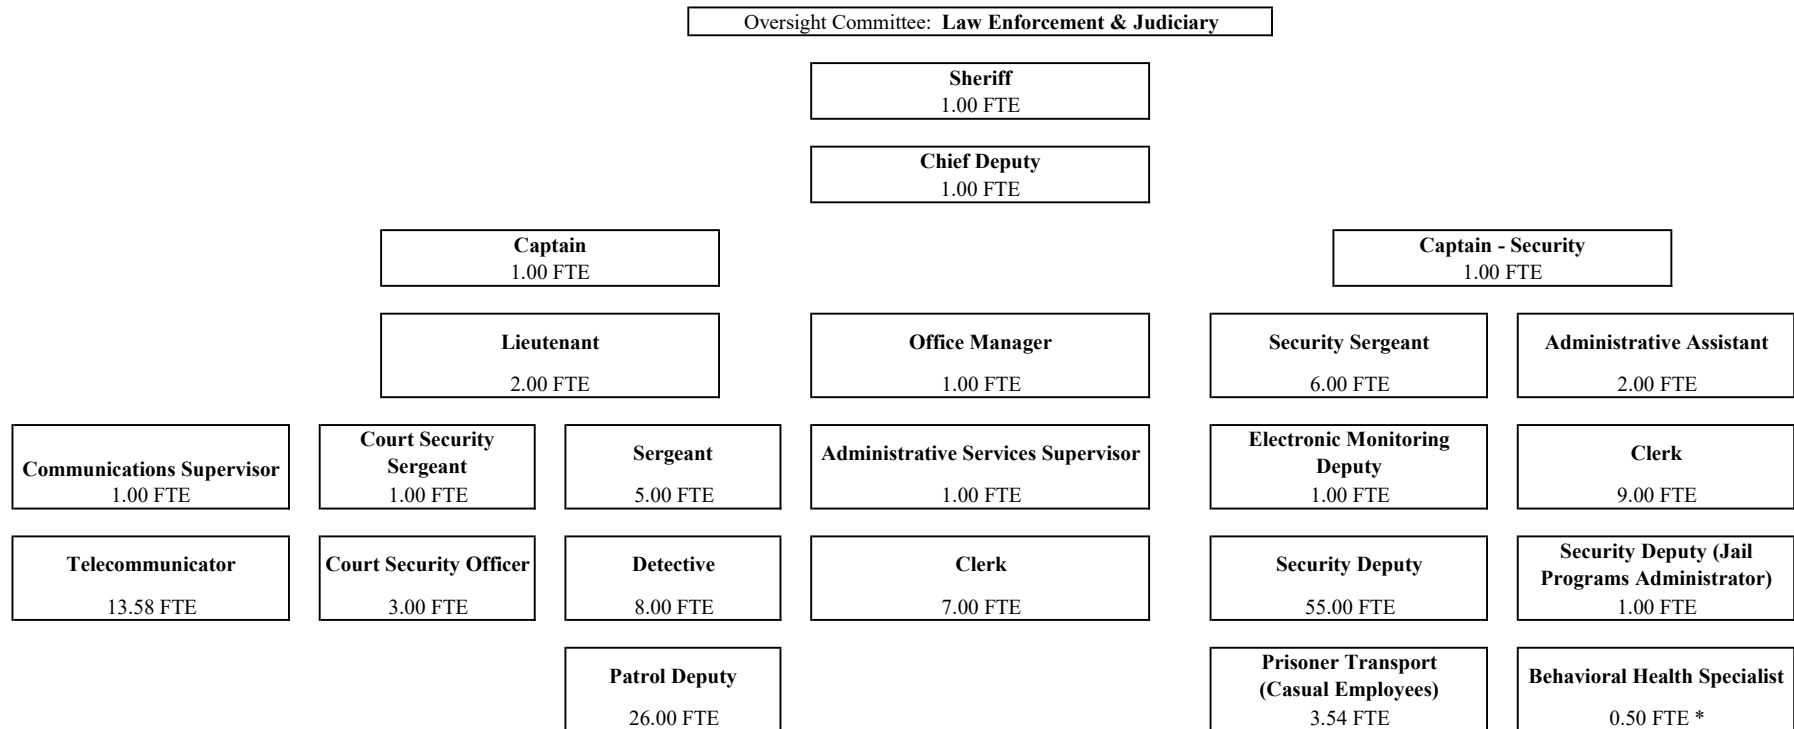 Oversight Committee: Law Enforcement & Judiciary
Sheriff
1.00 FTE
Chief Deputy
1.00 FTE
Captain
1.00 FTE
Captain - Security
1.00 FTE
Lieutenant
2.00 FTE
Office Manager
1.00 FTE
Security Sergeant
6.00 FTE
Administrative Assistant
2.00 FTE
Communications Supervisor
1.00 FTE
Court Security
Sergeant
1.00 FTE
Sergeant
5.00 FTE
Administrative Services Supervisor
1.00 FTE
Electronic Monitoring
Deputy
1.00 FTE
Clerk
9.00 FTE
Telecommunicator
13.58 FTE
Court Security Officer
3.00 FTE
Detective
8.00 FTE
Clerk
7.00 FTE
Security Deputy
55.00 FTE
Security Deputy (Jail
Programs Administrator)
1.00 FTE
Patrol Deputy
26.00 FTE
Prisoner Transport
(Casual Employees)
3.54 FTE
Behavioral Health Specialist
0.50 FTE *